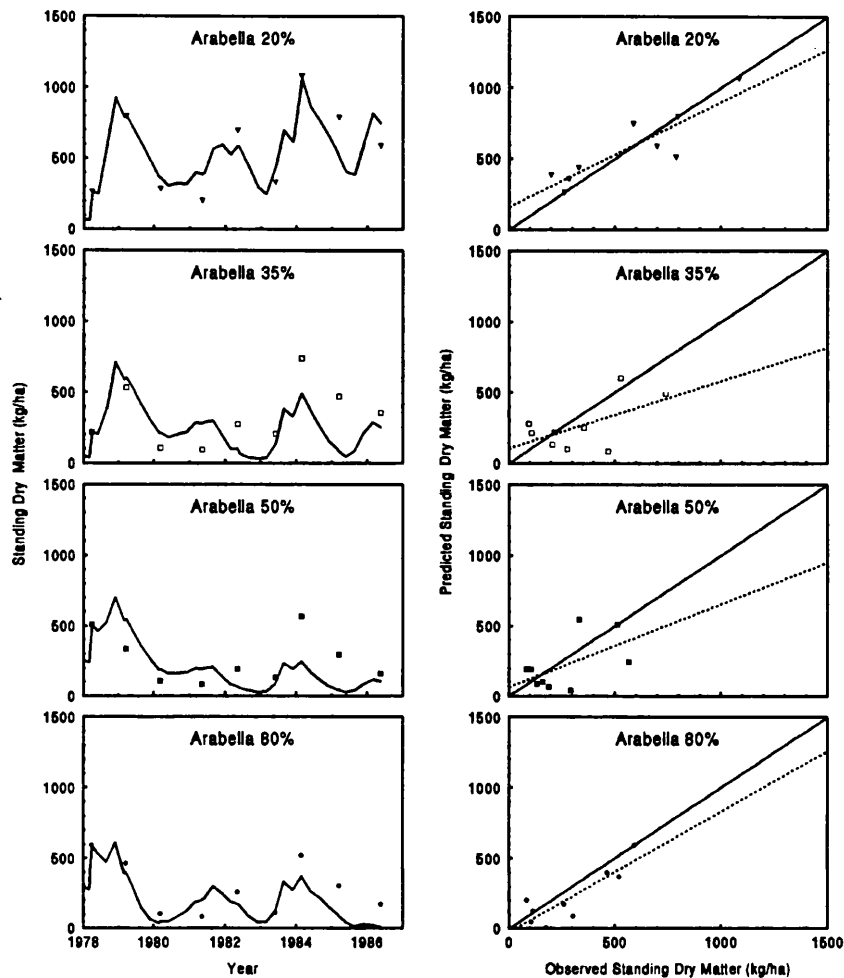 1500
Arabella 20%
1000
500
0
1500
Arabella 20%
1000
500
0
1500
Arabella 35%
1000
500
0
1500
Arabella 35%
1000
500
0
1500
Arabella 50%
1000
500
0
1500
Arabella 50%
1000
500
0
1500
Arabella 80%
1000
500
0
1978 1980 1982 1984 1986
Year
1500
Arabella 80%
1000
500
0
0 500 1000 1500
Observed Standing Dry Matter (kg/ha)
Standing Dry Matter (kg/ha)
Predicted Standing Dry Matter (kg/ha)